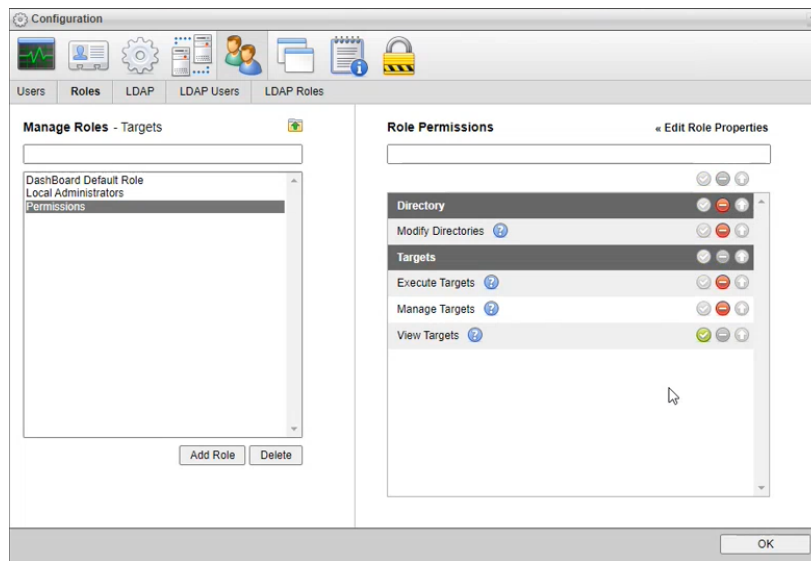 Configuration
Users Roles LDAP LDAP Users LDAP Roles
Manage Roles - Targets
DashBoard Default Role
Local Administrators
Permissions
Add Role Delete
Role Permissions « Edit Role Properties
Directory
Modify Directories ?
Targets
Execute Targets ?
Manage Targets ?
View Targets ?
OK